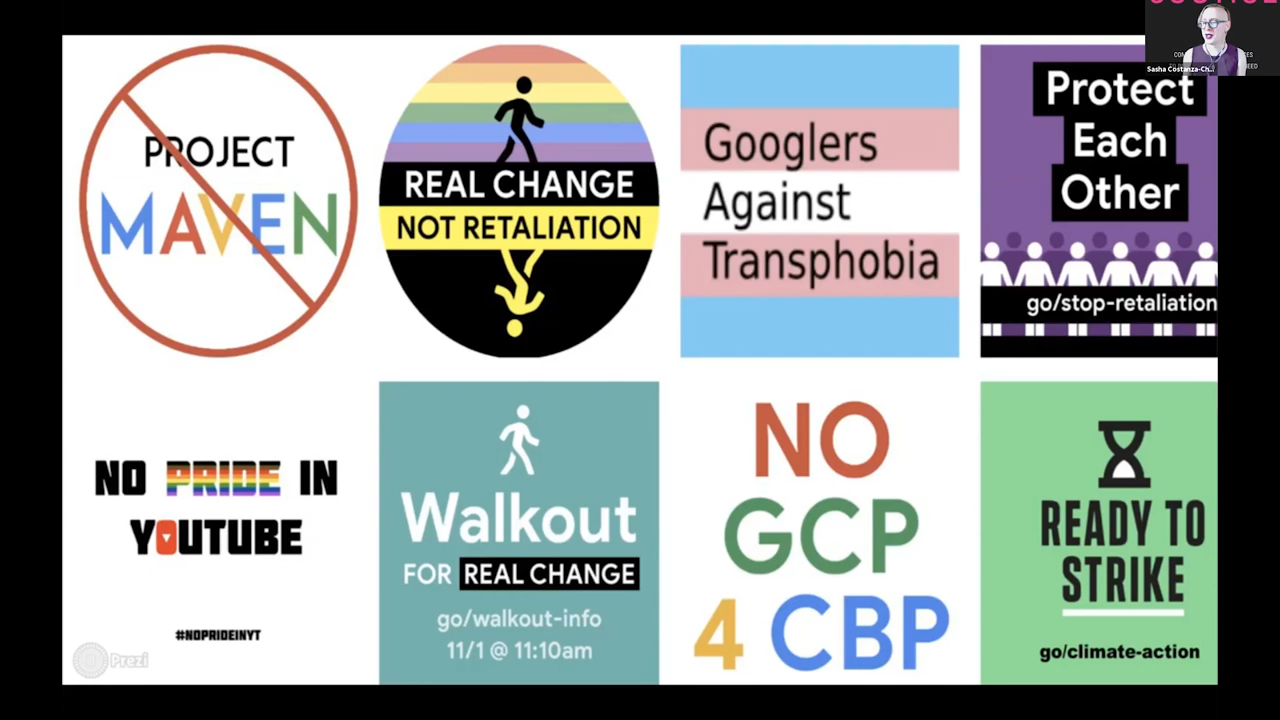 PROJECT
MAVEN
REAL CHANGE
NOT RETALIATION
Googlers
Against
Transphobia
Protect
Each
Other
go/stop-retaliation
NO PRIDE IN
YOUTUBE
#NOPRIDEINYT
Walkout
FOR REAL CHANGE
go/walkout-info
11/1 @ 11:10am
NO
GCP
4 CBP
READY TO
STRIKE
go/climate-action
Prezi
Sasha Costanza-Ch...